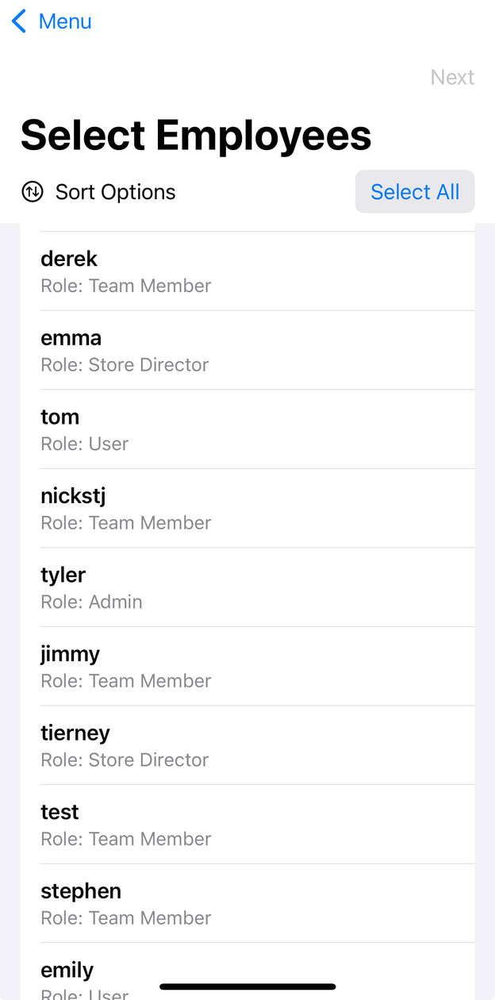 Menu
Next
Select Employees
Sort Options
Select All
derek
Role: Team Member
emma
Role: Store Director
tom
Role: User
nickstj
Role: Team Member
tyler
Role: Admin
jimmy
Role: Team Member
tierney
Role: Store Director
test
Role: Team Member
stephen
Role: Team Member
emily
Role: User